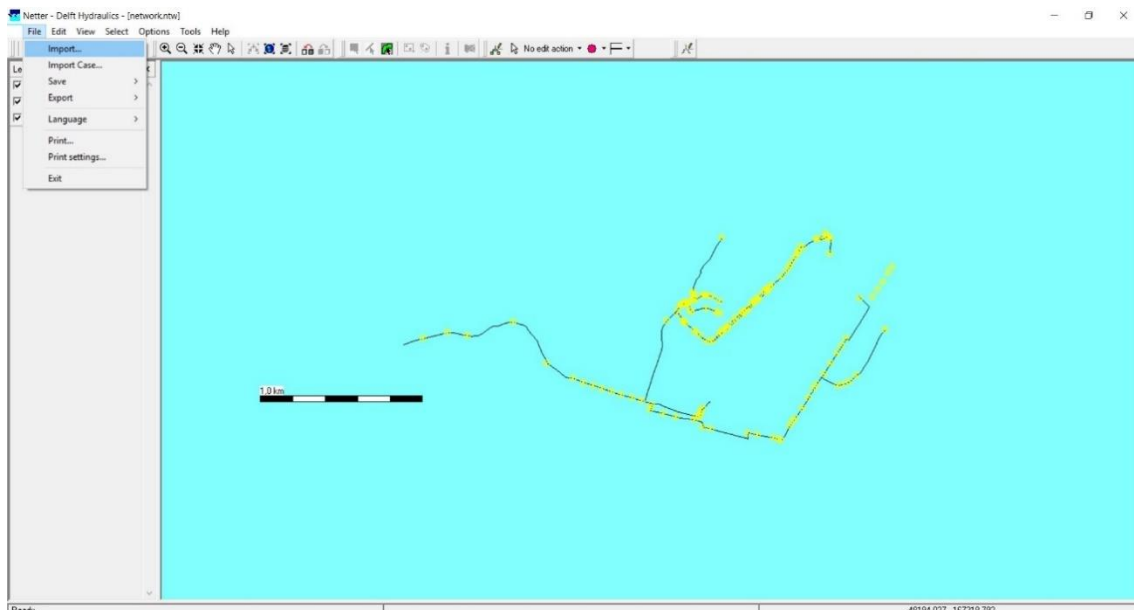 Netter - Delft Hydraulics - [network.ntw]
File Edit View Select Options Tools Help
Import...
No edit action
Le
Import Case...
Save
Export
Language
Print...
Print settings...
Exit
1,0 km
Ready